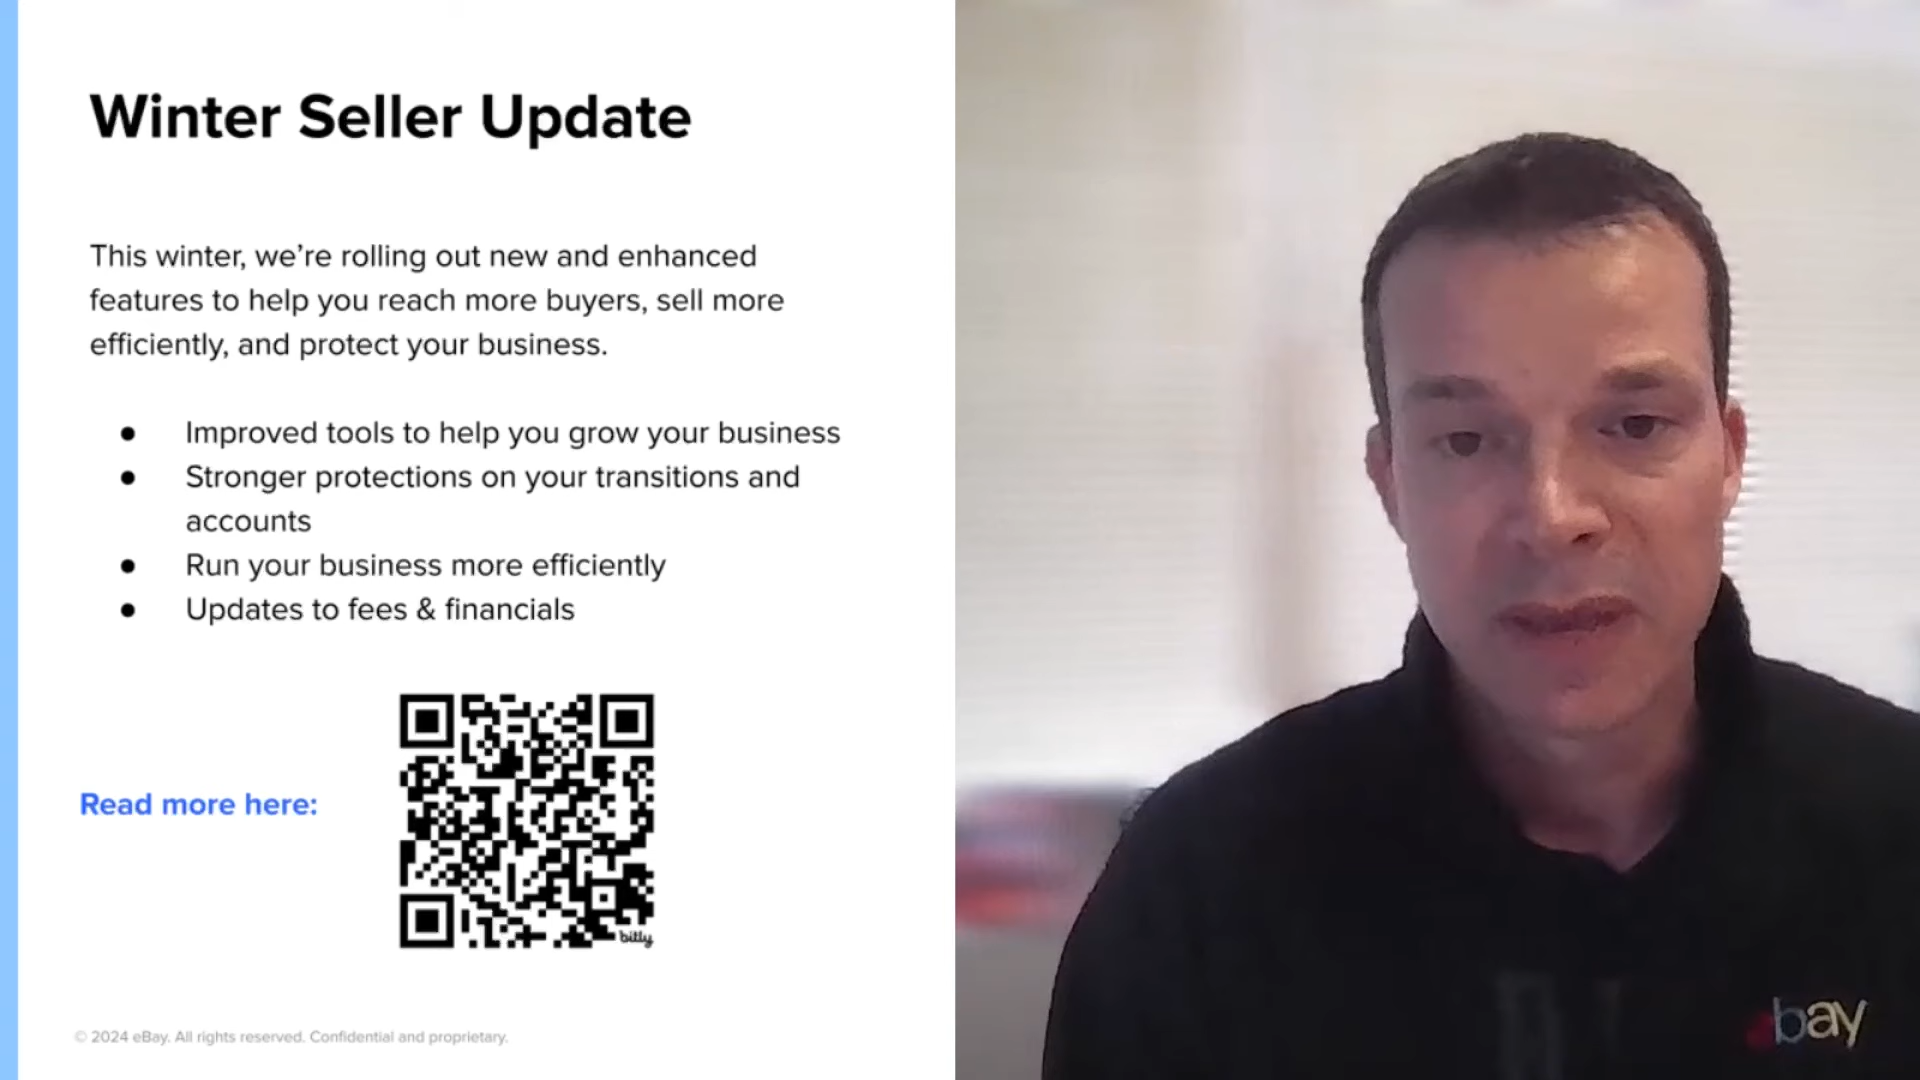 Winter Seller Update
This winter, we’re rolling out new and enhanced
features to help you reach more buyers, sell more
efficiently, and protect your business.
● Improved tools to help you grow your business
● Stronger protections on your transitions and
accounts
● Run your business more efficiently
● Updates to fees & financials
Read more here:
bitly
© 2024 eBay. All rights reserved. Confidential and proprietary.
ebay